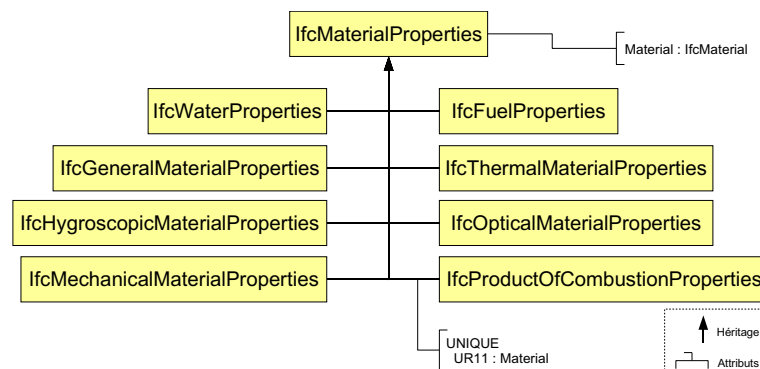 IfcMaterialProperties
Material : IfcMaterial
IfcWaterProperties
IfcFuelProperties
IfcGeneralMaterialProperties
IfcThermalMaterialProperties
IfcHygroscopicMaterialProperties
IfcOpticalMaterialProperties
IfcMechanicalMaterialProperties
IfcProductOfCombustionProperties
UNIQUE
UR11 : Material
Héritage
Attributs